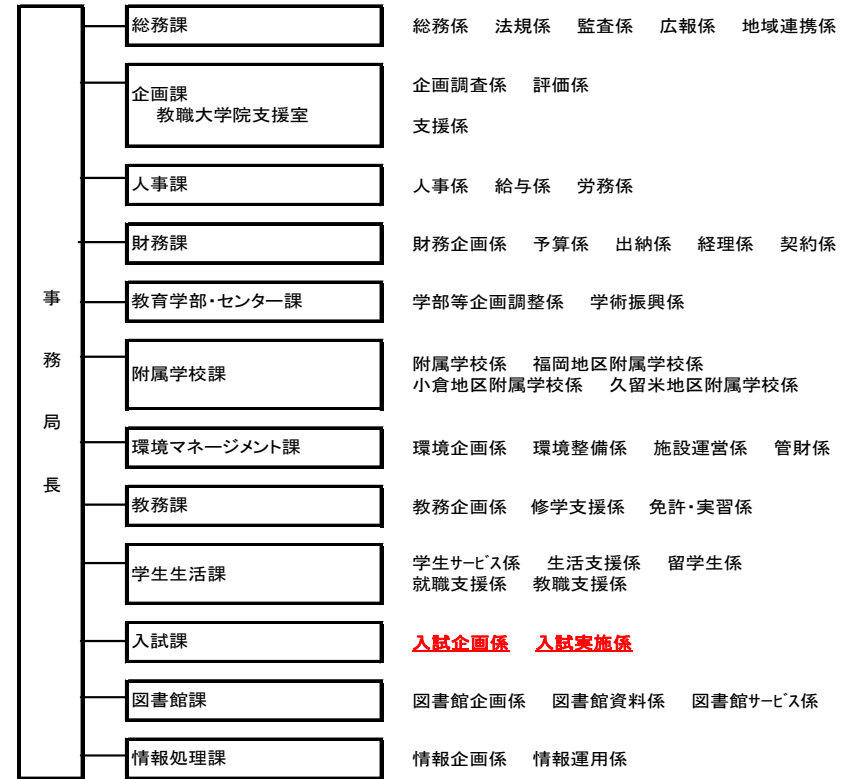 事務局長
総務課 総務係 法規係 監査係 広報係 地域連携係
企画課 企画調査係 評価係
教職大学院支援室 支援係
人事課 人事係 給与係 労務係
財務課 財務企画係 予算係 出納係 経理係 契約係
教育学部・センター課 学部等企画調整係 学術振興係
附属学校課 附属学校係 福岡地区附属学校係
小倉地区附属学校係 久留米地区附属学校係
環境マネージメント課 環境企画係 環境整備係 施設運営係 管財係
教務課 教務企画係 修学支援係 免許・実習係
学生生活課 学生ｻｰﾋﾞｽ係 生活支援係 留学生係
就職支援係 教職支援係
入試課 入試企画係 入試実施係
図書館課 図書館企画係 図書館資料係 図書館ｻｰﾋﾞｽ係
情報処理課 情報企画係 情報運用係